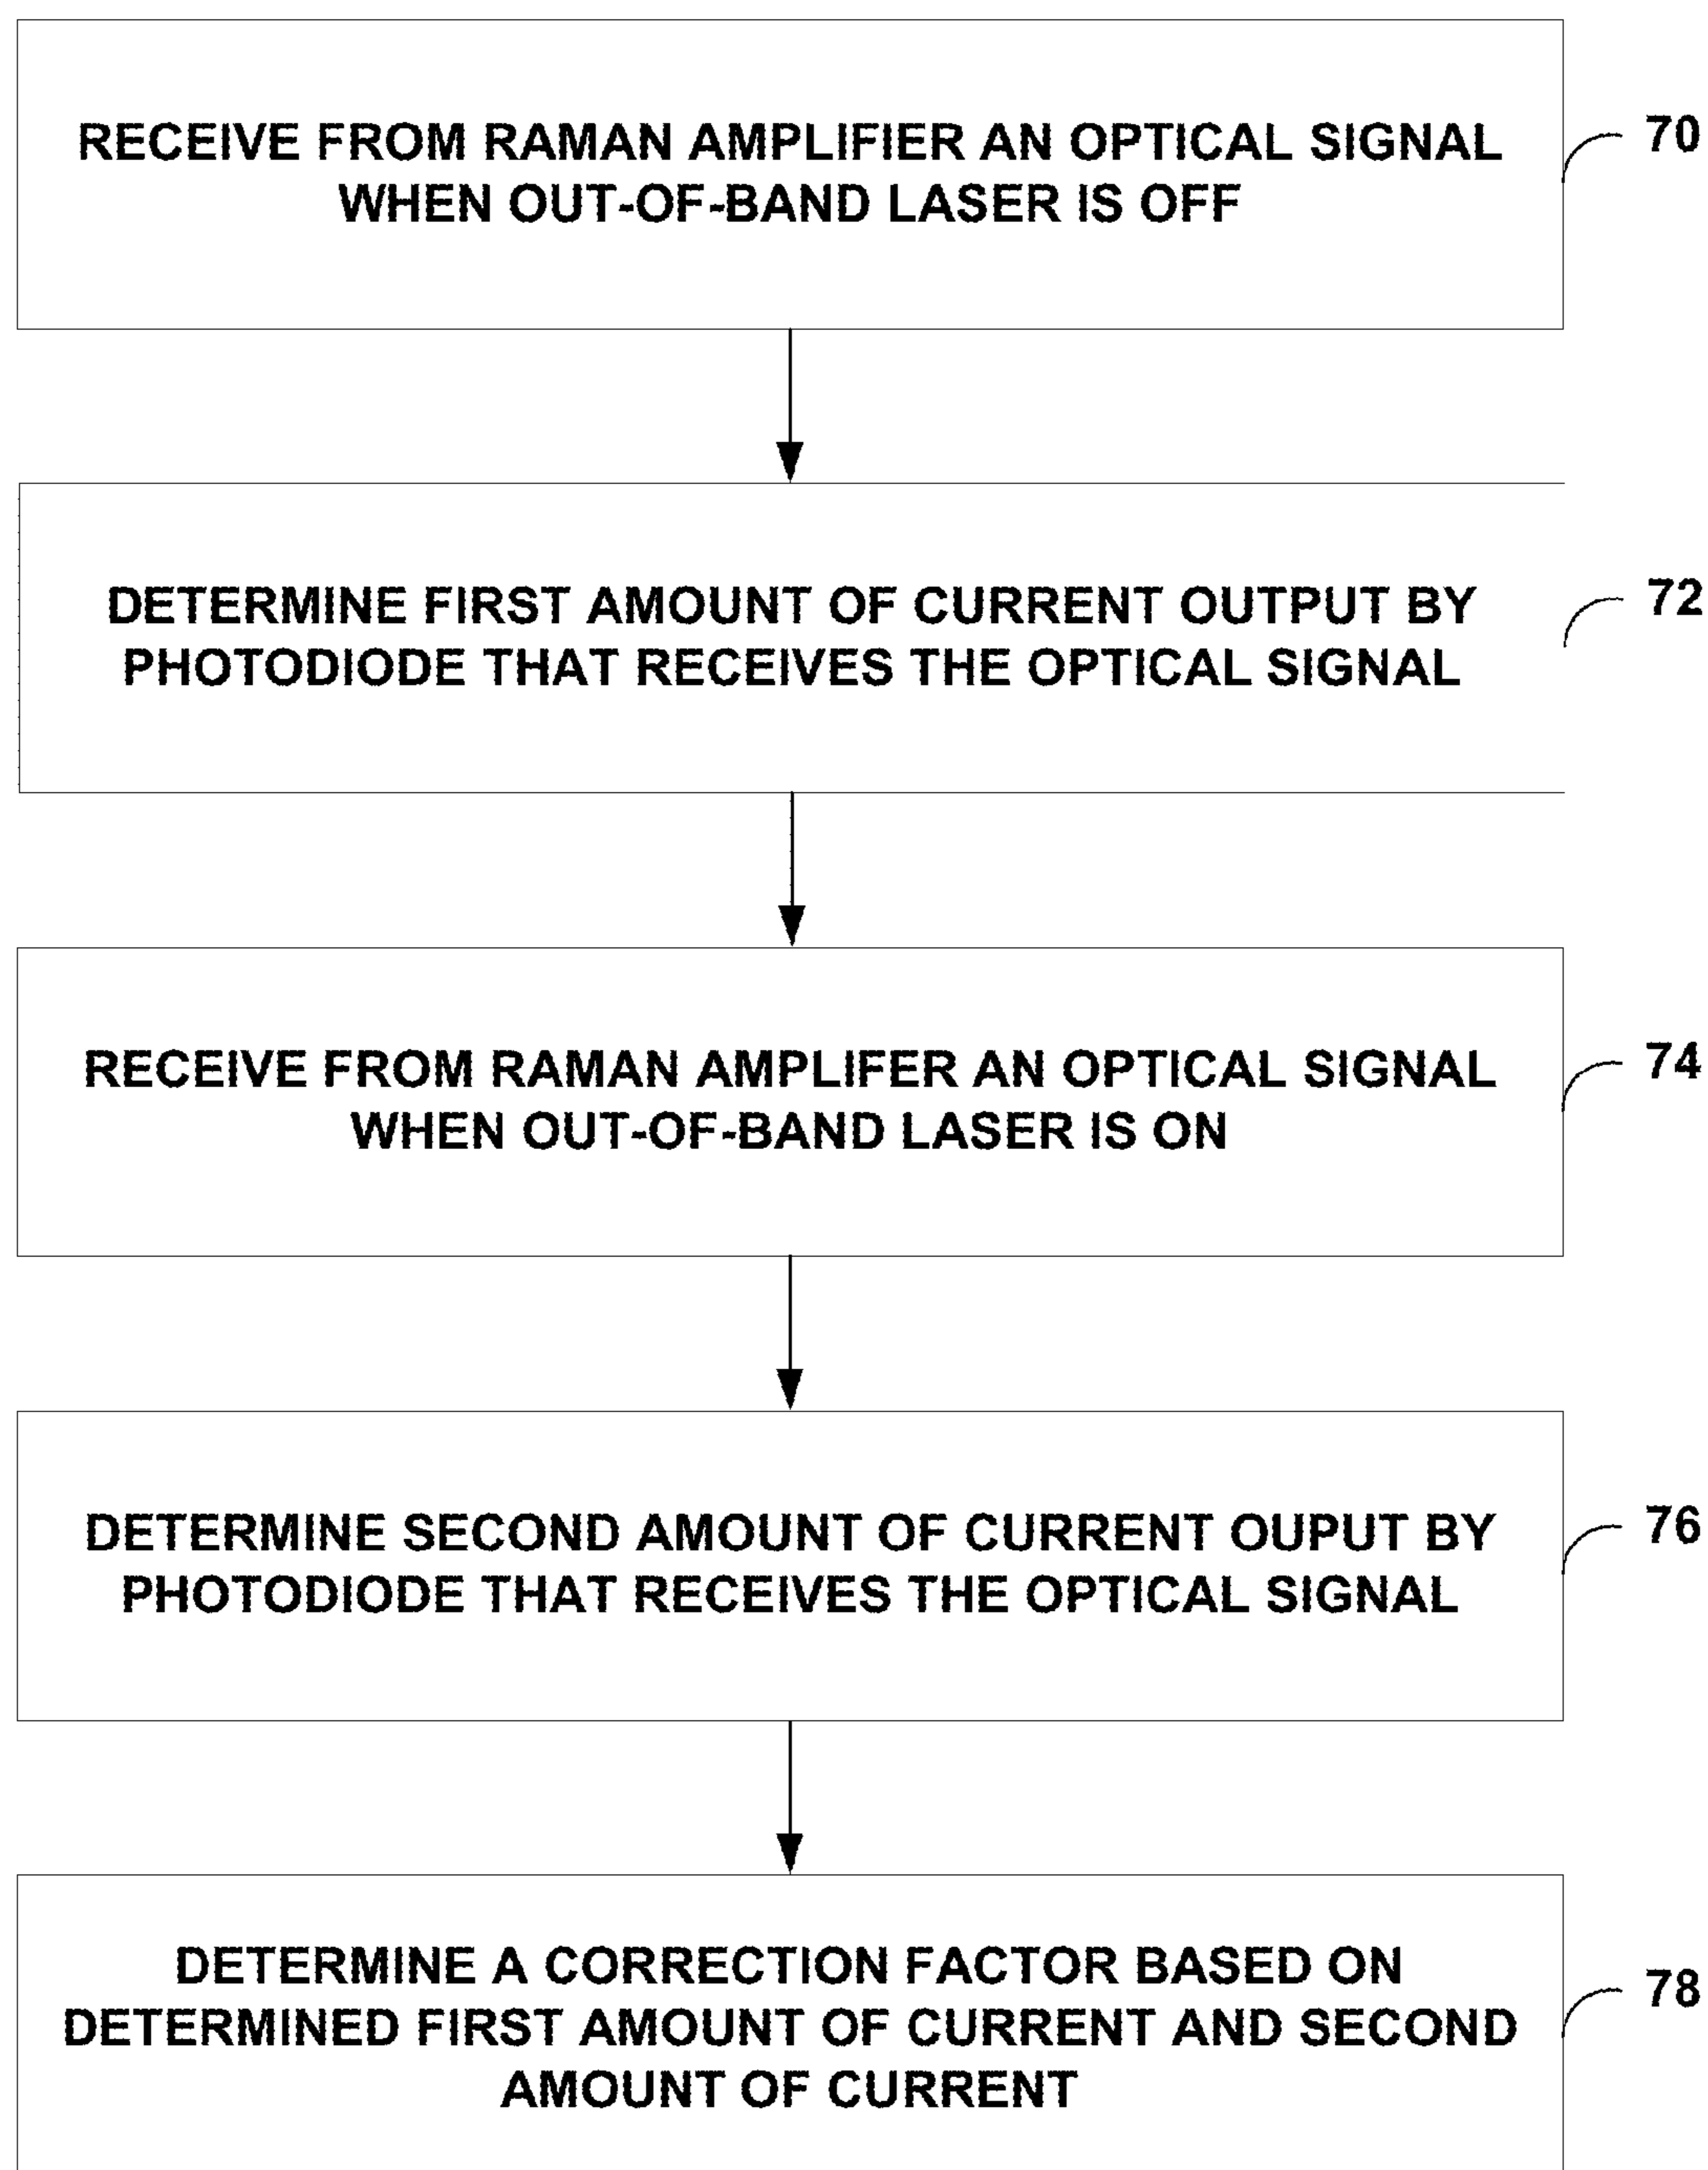 RECEIVE FROM RAMAN AMPLIFIER AN OPTICAL SIGNAL
WHEN OUT-OF-BAND LASER IS OFF
70
DETERMINE FIRST AMOUNT OF CURRENT OUTPUT BY
PHOTODIODE THAT RECEIVES THE OPTICAL SIGNAL
72
RECEIVE FROM RAMAN AMPLIFER AN OPTICAL SIGNAL
WHEN OUT-OF-BAND LASER IS ON
74
DETERMINE SECOND AMOUNT OF CURRENT OUPUT BY
PHOTODIODE THAT RECEIVES THE OPTICAL SIGNAL
76
DETERMINE A CORRECTION FACTOR BASED ON
DETERMINED FIRST AMOUNT OF CURRENT AND SECOND
AMOUNT OF CURRENT
78